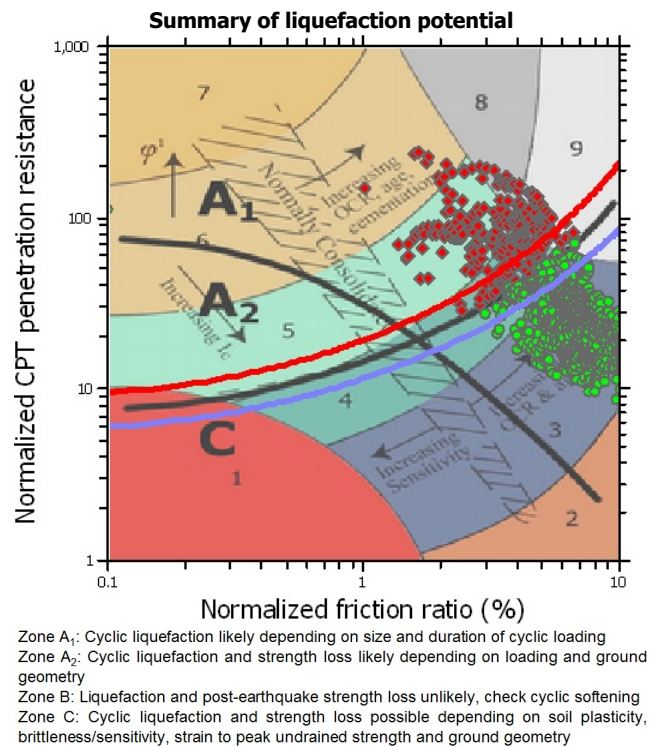 Summary of liquefaction potential
1,000
7
8
9
φ'
Increasing
OCR, age,
cementation
Normally Consolid
A1
100
6
A2
Increasing Ic
5
Normalized CPT penetration resistance
10
4
C
3
Increasing
Sensitivity
1
2
1
0.1
1
10
Normalized friction ratio (%)
Zone A1: Cyclic liquefaction likely depending on size and duration of cyclic loading
Zone A2: Cyclic liquefaction and strength loss likely depending on loading and ground
geometry
Zone B: Liquefaction and post-earthquake strength loss unlikely, check cyclic softening
Zone C: Cyclic liquefaction and strength loss possible depending on soil plasticity,
brittleness/sensitivity, strain to peak undrained strength and ground geometry